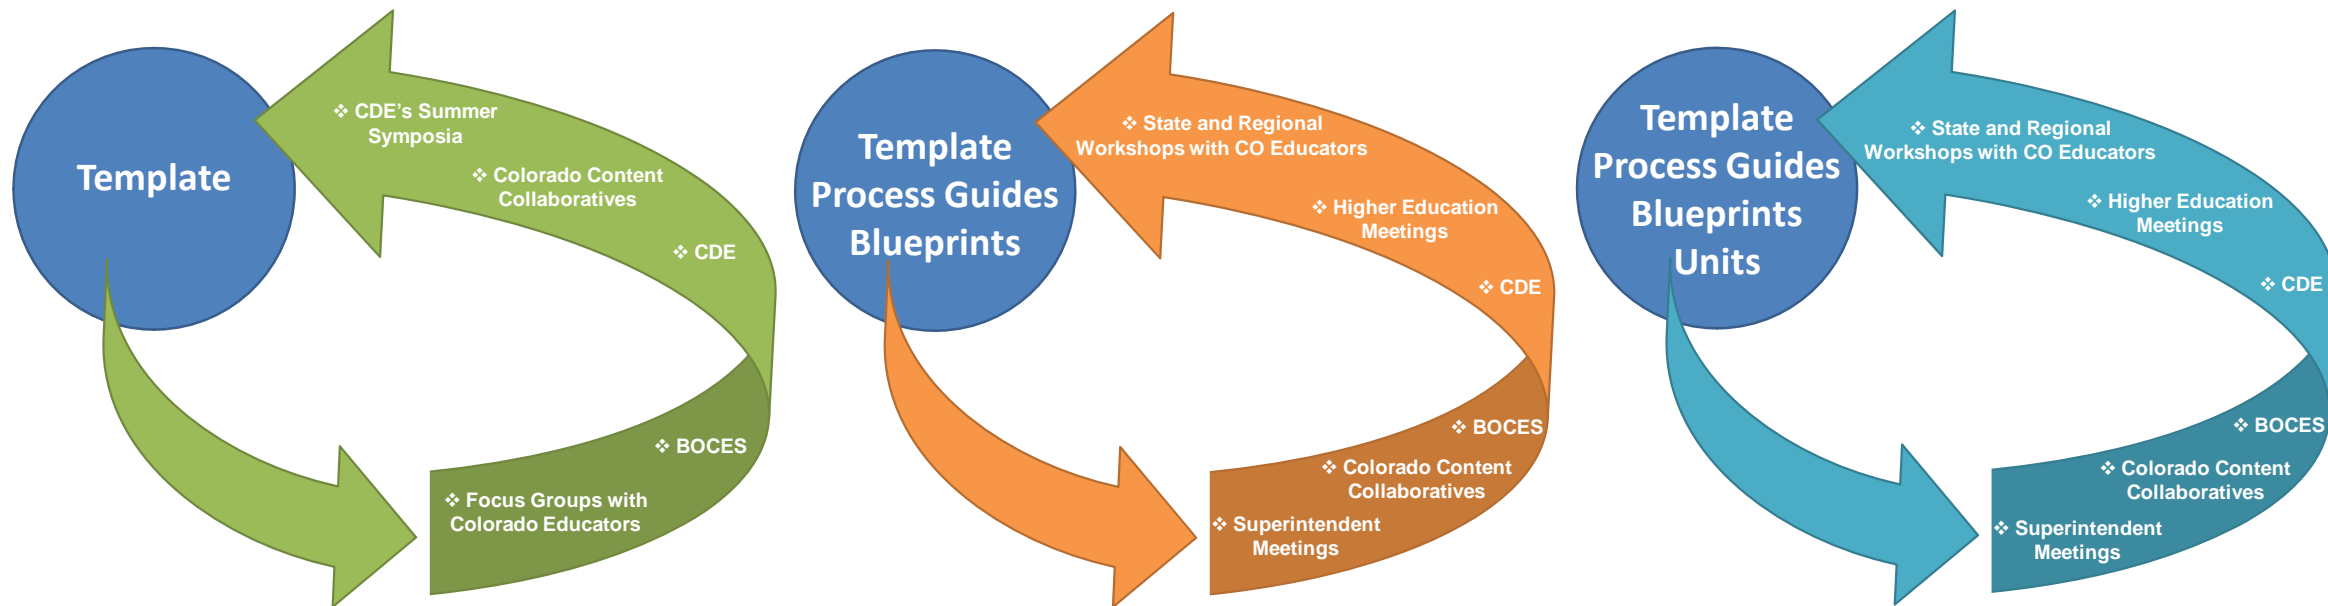 Template
❖ CDE's Summer
Symposia
❖ Colorado Content
Collaboratives
❖ CDE
❖ BOCES
❖ Focus Groups with
Colorado Educators
Template
Process Guides
Blueprints
❖ State and Regional
Workshops with CO Educators
❖ Higher Education
Meetings
❖ CDE
❖ BOCES
❖ Colorado Content
Collaboratives
❖ Superintendent
Meetings
Template
Process Guides
Blueprints
Units
❖ State and Regional
Workshops with CO Educators
❖ Higher Education
Meetings
❖ CDE
❖ BOCES
❖ Colorado Content
Collaboratives
❖ Superintendent
Meetings